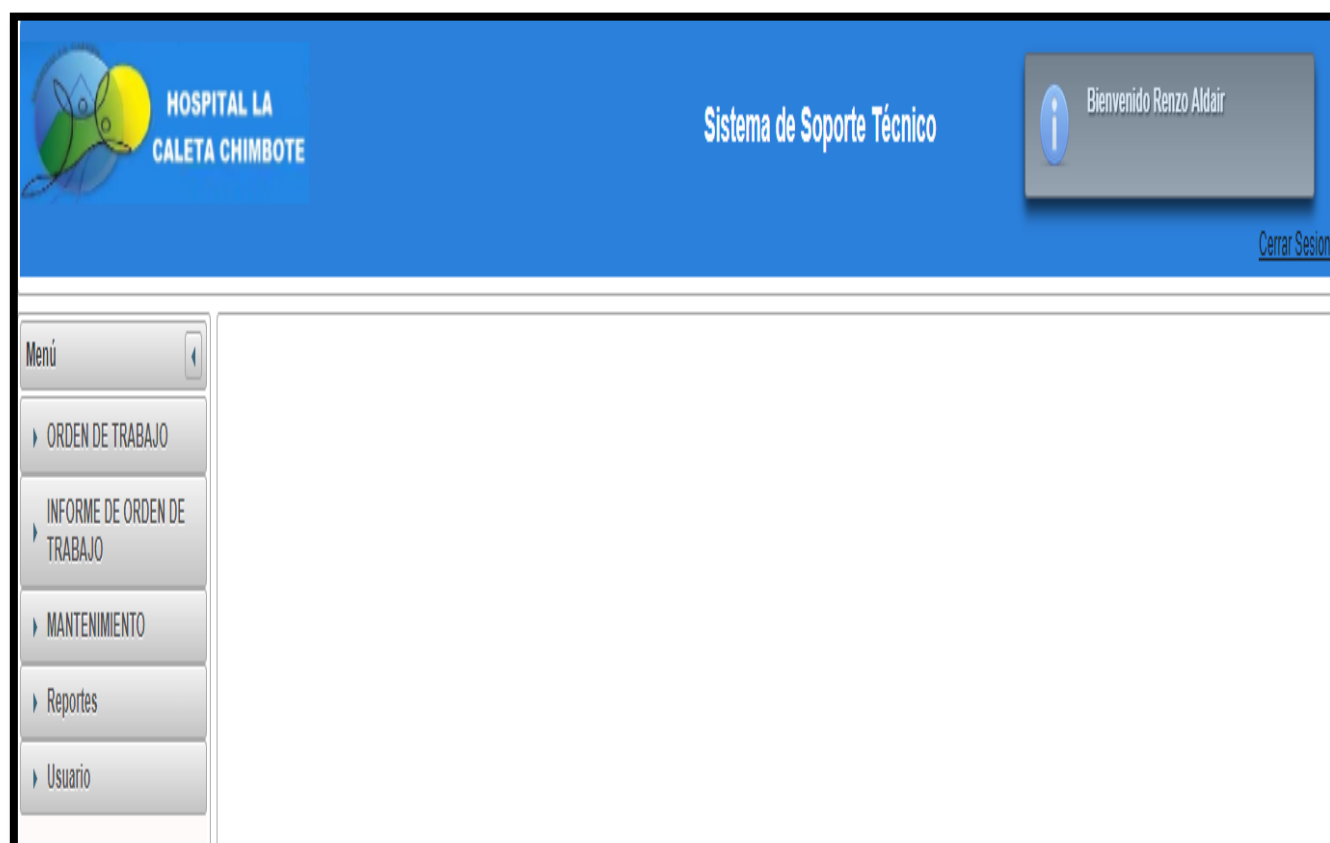 HOSPITAL LA
CALETA CHIMBOTE
Sistema de Soporte Técnico
Bienvenido Renzo Aldair
Cerrar Sesion
Menú
ORDEN DE TRABAJO
INFORME DE ORDEN DE
TRABAJO
MANTENIMIENTO
Reportes
Usuario